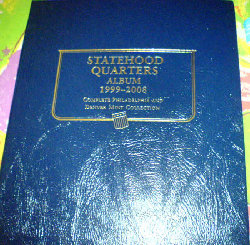 STATEHOOD
QUARTERS
ALBUM
1999-2008
COMPLETE PHILADELPHIA AND
DENVER MINT COLLECTION